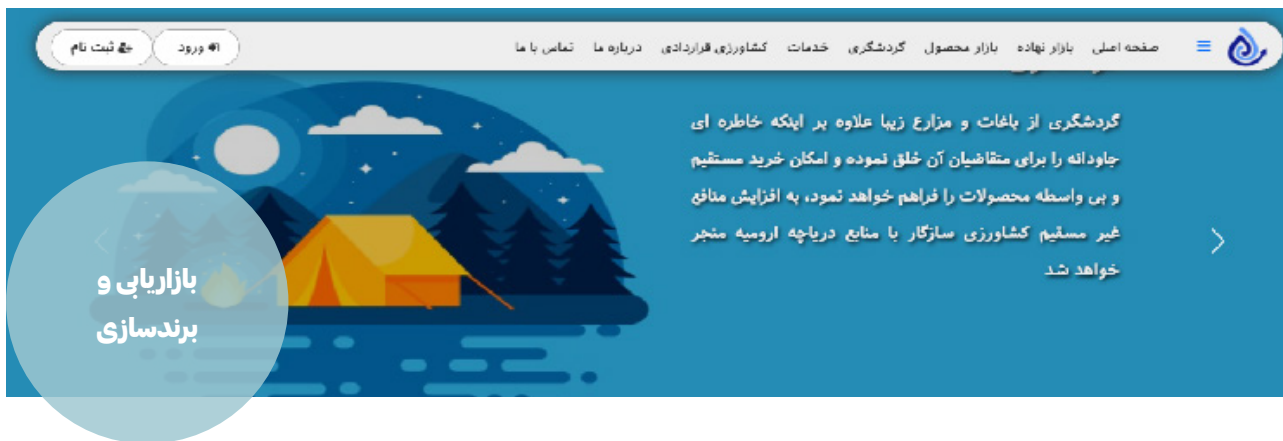 صفحه اصلی بازار نهاده بازار محصول گردشگری خدمات کشاورزی قراردادی درباره ما تماس با ما ورود ثبت نام
گردشگری از باغات و مزارع زیبا علاوه بر اینکه خاطره ای
جاودانه را برای متقاضیان آن خلق نموده و امکان خرید مستقیم
و بی واسطه محصولات را فراهم خواهد نمود، به افزایش منافع
غیر مسقیم کشاورزی سازگار با منابع دریاچه ارومیه منجر
خواهد شد
بازاریابی و
برندسازی